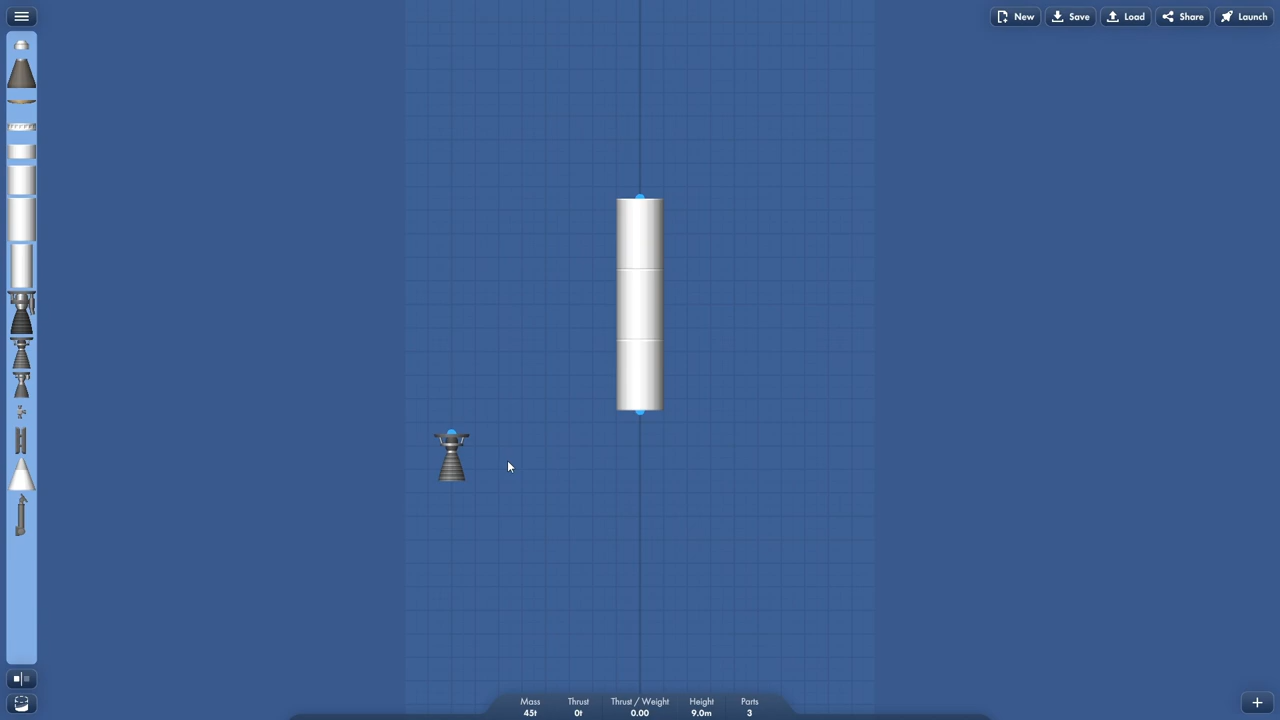 New
Save
Load
Share
Launch
Mass
45t
Thrust
0t
Thrust / Weight
0.00
Height
9.0m
Parts
3